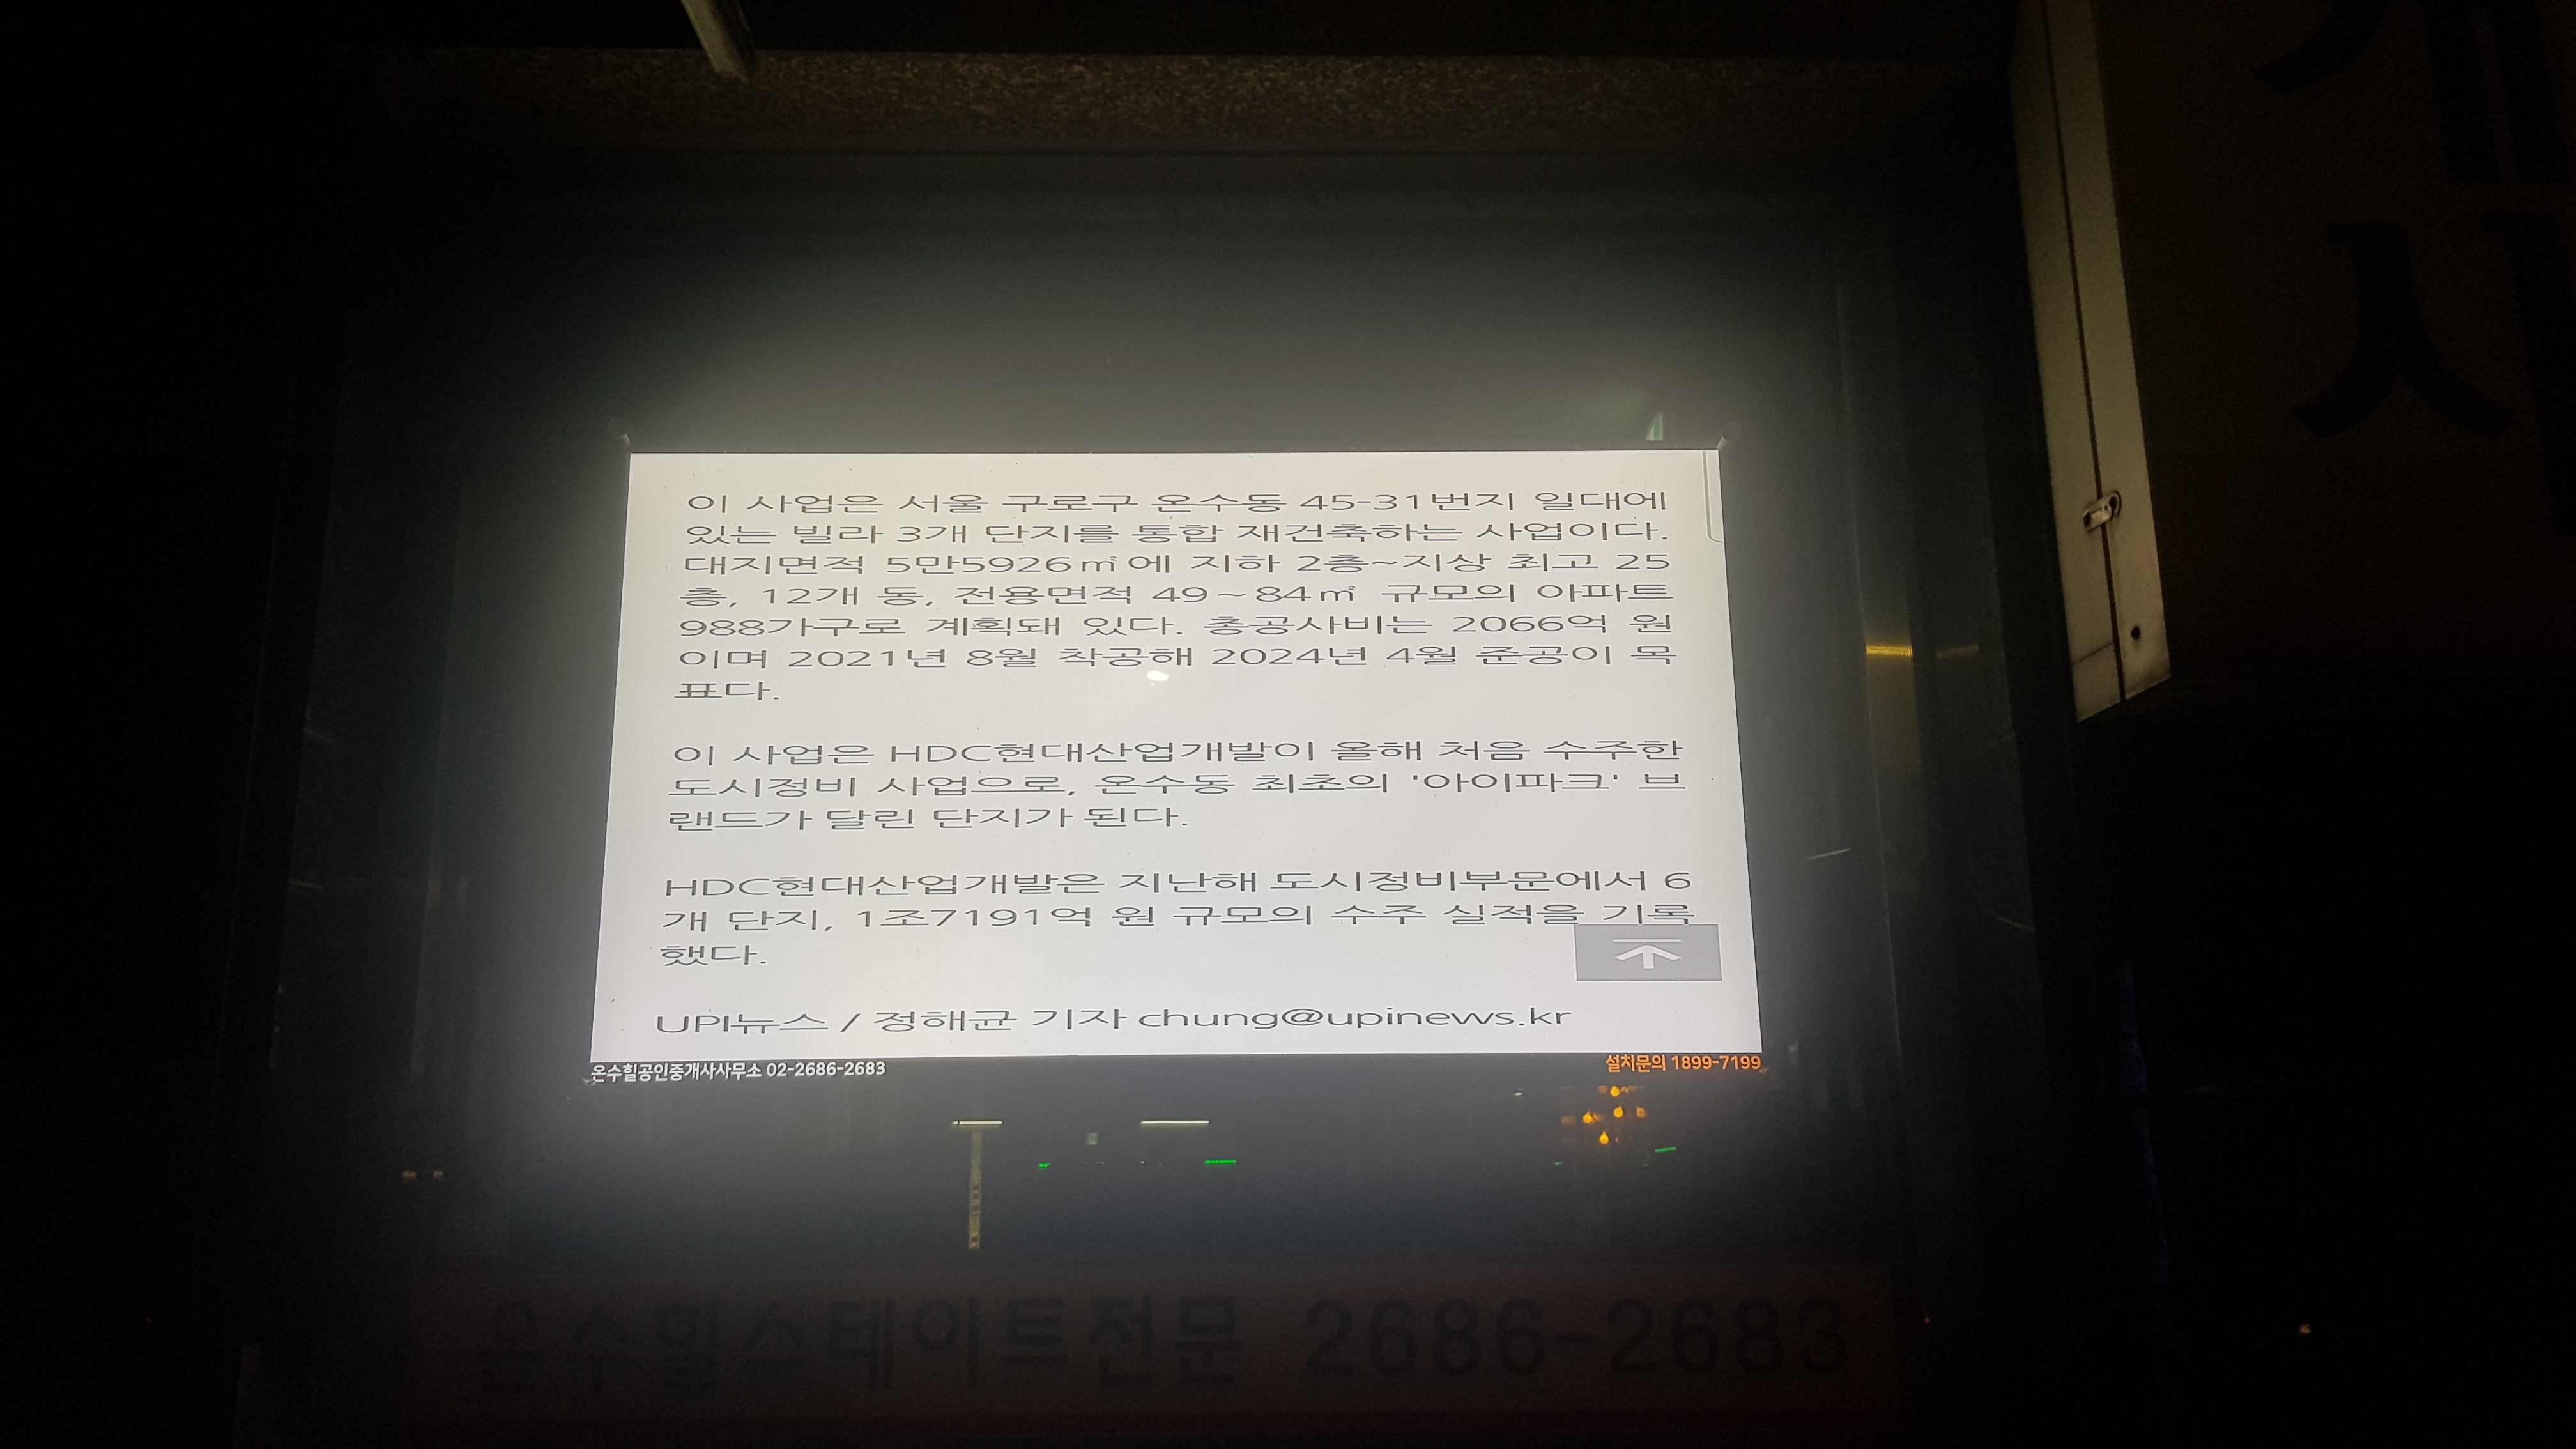 이 사업은 서울 구로구 온수동 45-31번지 일대에
있는 빌라 3개 단지를 통합 재건축하는 사업이다.
대지면적 5만5926㎡에 지하 2층~지상 최고 25
층, 12개 동, 전용면적 49~84㎡ 규모의 아파트
988가구로 계획돼 있다. 총공사비는 2066억 원
이며 2021년 8월 착공해 2024년 4월 준공이 목
표다.
이 사업은 HDC현대산업개발이 올해 처음 수주한
도시정비 사업으로, 온수동 최초의 '아이파크' 브
랜드가 달린 단지가 된다.
HDC현대산업개발은 지난해 도시정비부문에서 6
개 단지, 1조7191억 원 규모의 수주 실적을 기록
했다.
UPI뉴스 / 정해균 기자 chung@upinews.kr
온수힐공인중개사사무소 02-2686-2683
설치문의 1899-7199
온수힐스테이트전문 2686-2683